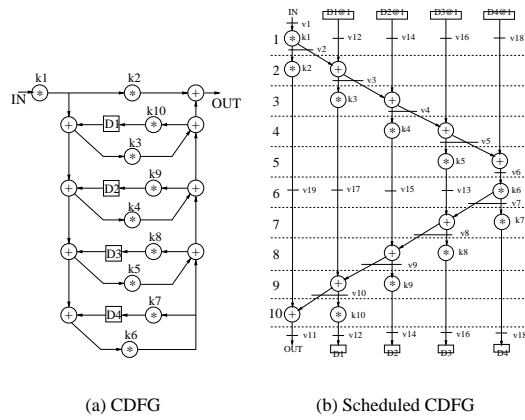 IN D1@1 D2@1 D3@1 D4@1
v1
1 * k1 v12 v14 v16 v18
v2
2 * k2 +
v3
3 * k3 +
v4
4 * k4 +
v5
5 * k5 +
v6
6 v19 v17 v15 v13 * k6
v7
7 + * k7
v8
8 + * k8
v9
9 + * k9
v10
10 + * k10
v11 v12 v14 v16 v18
OUT D1 D2 D3 D4
k1 k2
IN * * + OUT
k10
+ D1 * +
* k3
k9
+ D2 * +
* k4
k8
+ D3 * +
* k5
k7
+ D4 *
k6
*
(a) CDFG (b) Scheduled CDFG